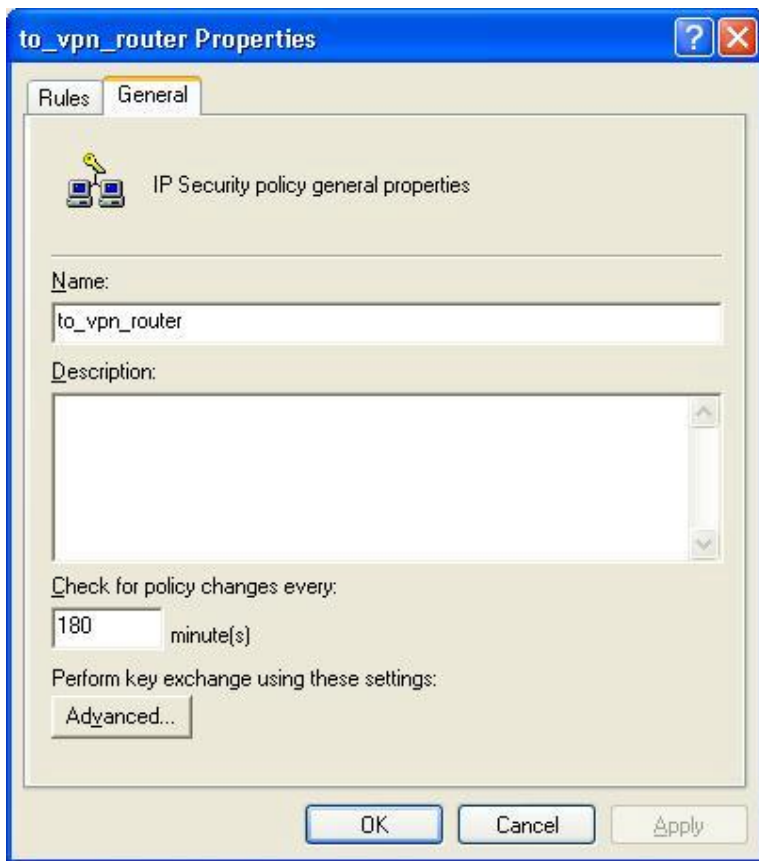 to_vpn_router Properties
?
Rules General
IP Security policy general properties
Name:
to_vpn_router
Description:
Check for policy changes every:
180 minute(s)
Perform key exchange using these settings:
Advanced...
OK Cancel Apply